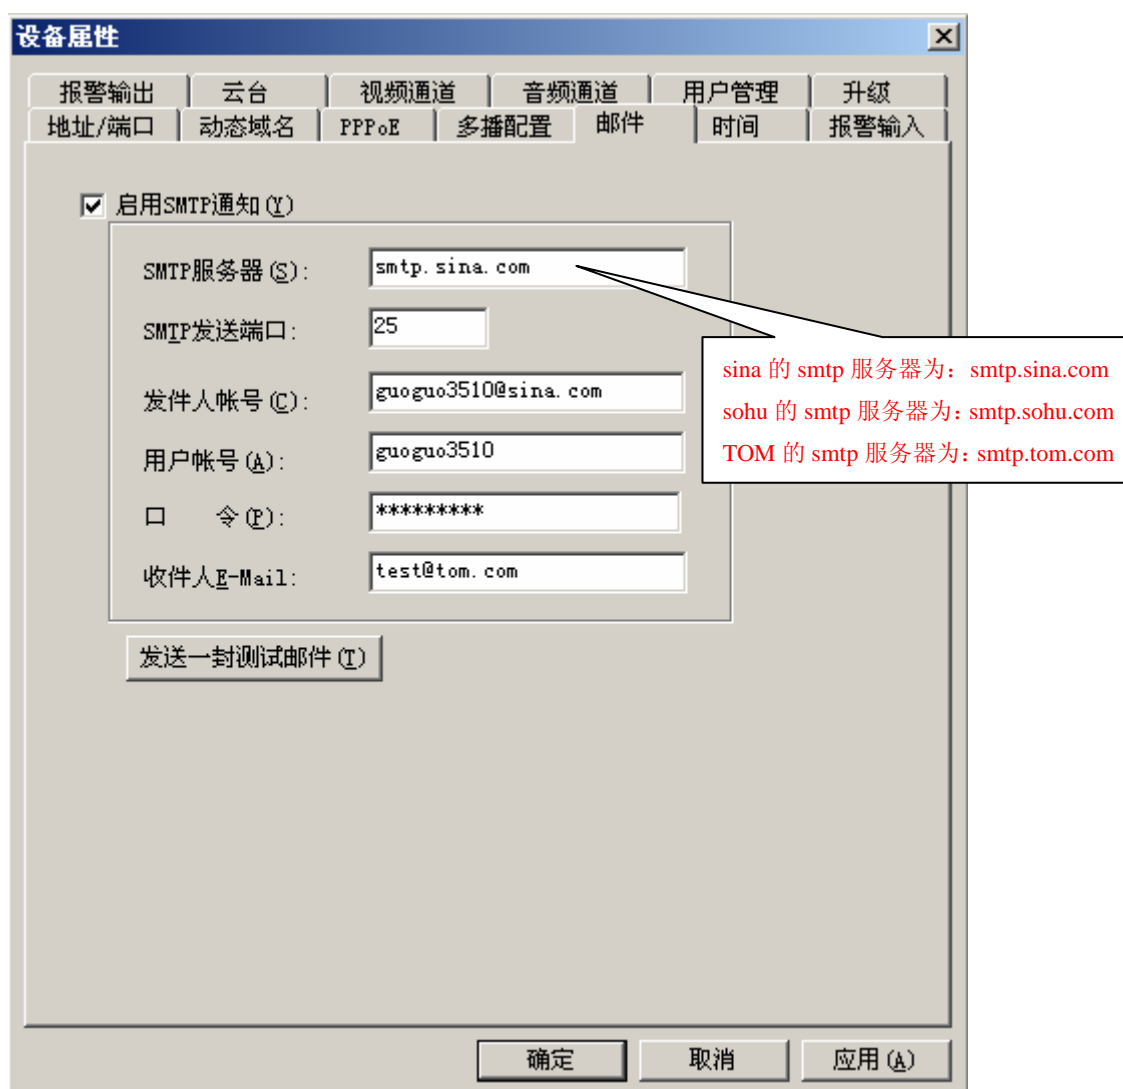 设备属性
报警输出 云台 视频通道 音频通道 用户管理 升级
地址/端口 动态域名 PPPoE 多播配置 邮件 时间 报警输入
启用SMTP通知(Y)
SMTP服务器(S): smtp.sina.com
SMTP发送端口: 25
发件人帐号(C): guoguo3510@sina.com
用户帐号(A): guoguo3510
口 令(P): *********
收件人E-Mail: test@tom.com
发送一封测试邮件(T)
sina 的 smtp 服务器为：smtp.sina.com
sohu 的 smtp 服务器为：smtp.sohu.com
TOM 的 smtp 服务器为：smtp.tom.com
确定 取消 应用(A)